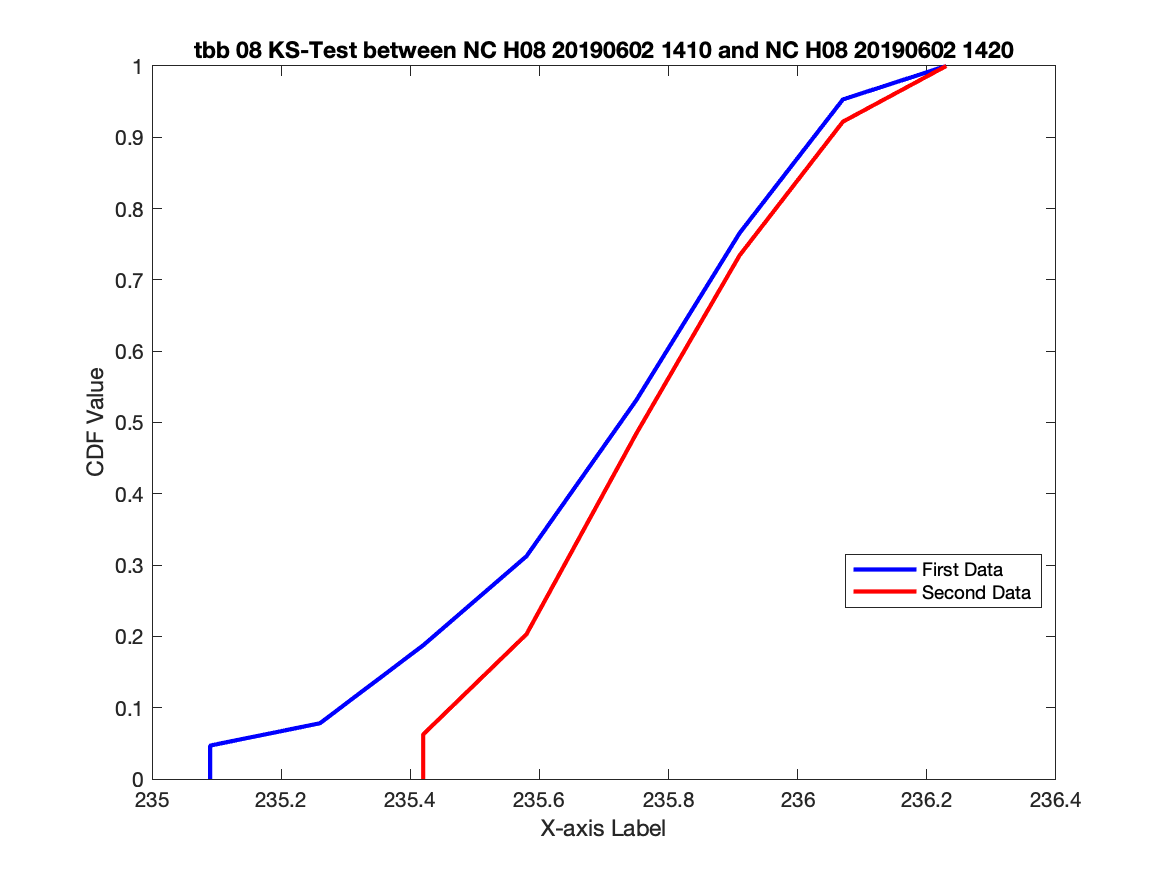 tbb 08 KS-Test between NC H08 20190602 1410 and NC H08 20190602 1420
1
0.9
0.8
0.7
0.6
0.5
0.4
0.3
0.2
0.1
0
CDF Value
First Data
Second Data
235 235.2 235.4 235.6 235.8 236 236.2 236.4
X-axis Label